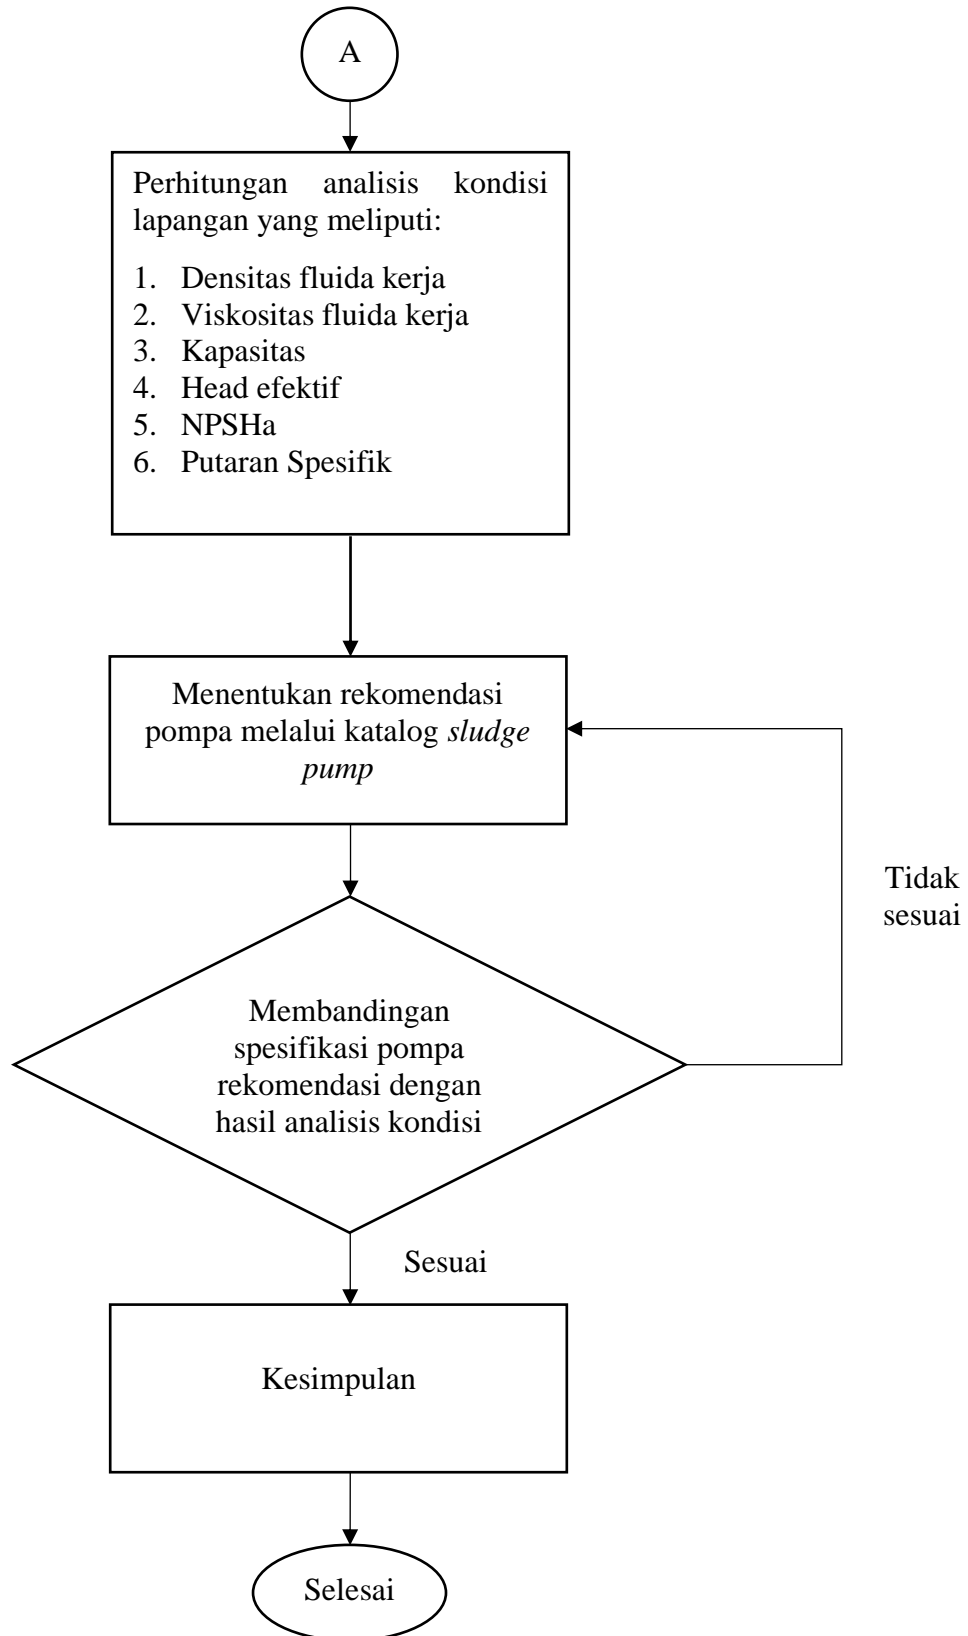 A
Perhitungan analisis kondisi
lapangan yang meliputi:
1. Densitas fluida kerja
2. Viskositas fluida kerja
3. Kapasitas
4. Head efektif
5. NPSHa
6. Putaran Spesifik
Menentukan rekomendasi
pompa melalui katalog sludge
pump
Tidak
sesuai
Membandingan
spesifikasi pompa
rekomendasi dengan
hasil analisis kondisi
Sesuai
Kesimpulan
Selesai